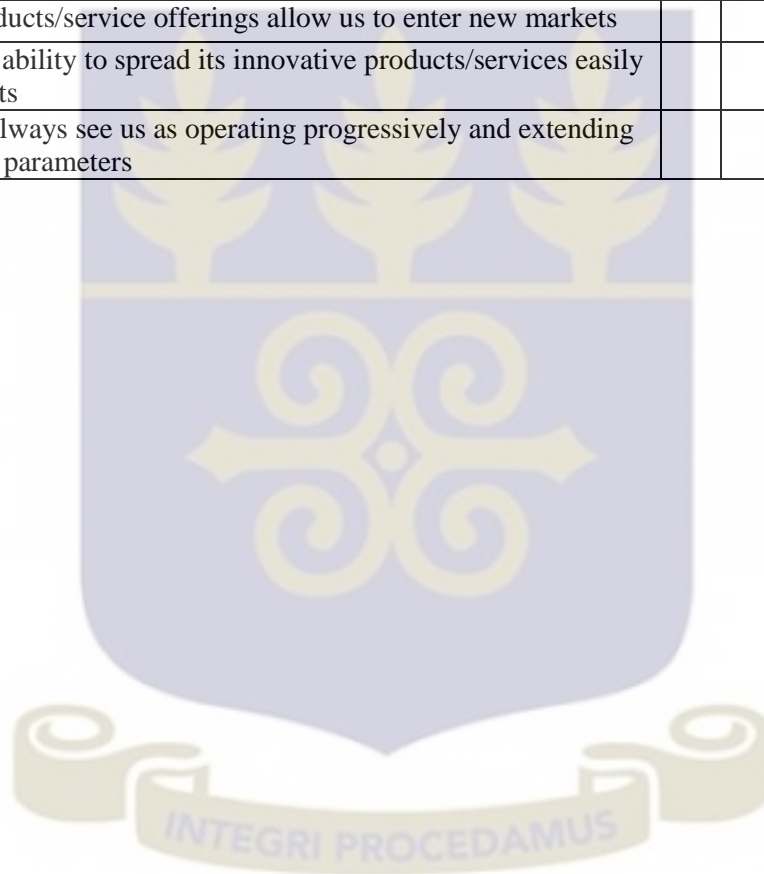 ducts/service offerings allow us to enter new markets
ability to spread its innovative products/services easily
ts
lways see us as operating progressively and extending
parameters
INTEGRI PROCEDAMUS